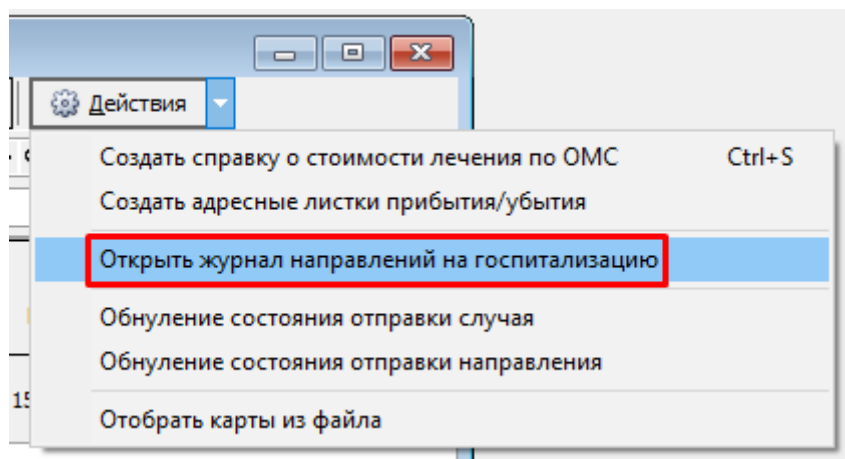 Действия
Создать справку о стоимости лечения по ОМС Ctrl+S
Создать адресные листки прибытия/убытия
Открыть журнал направлений на госпитализацию
Обнуление состояния отправки случая
Обнуление состояния отправки направления
15
Отобрать карты из файла